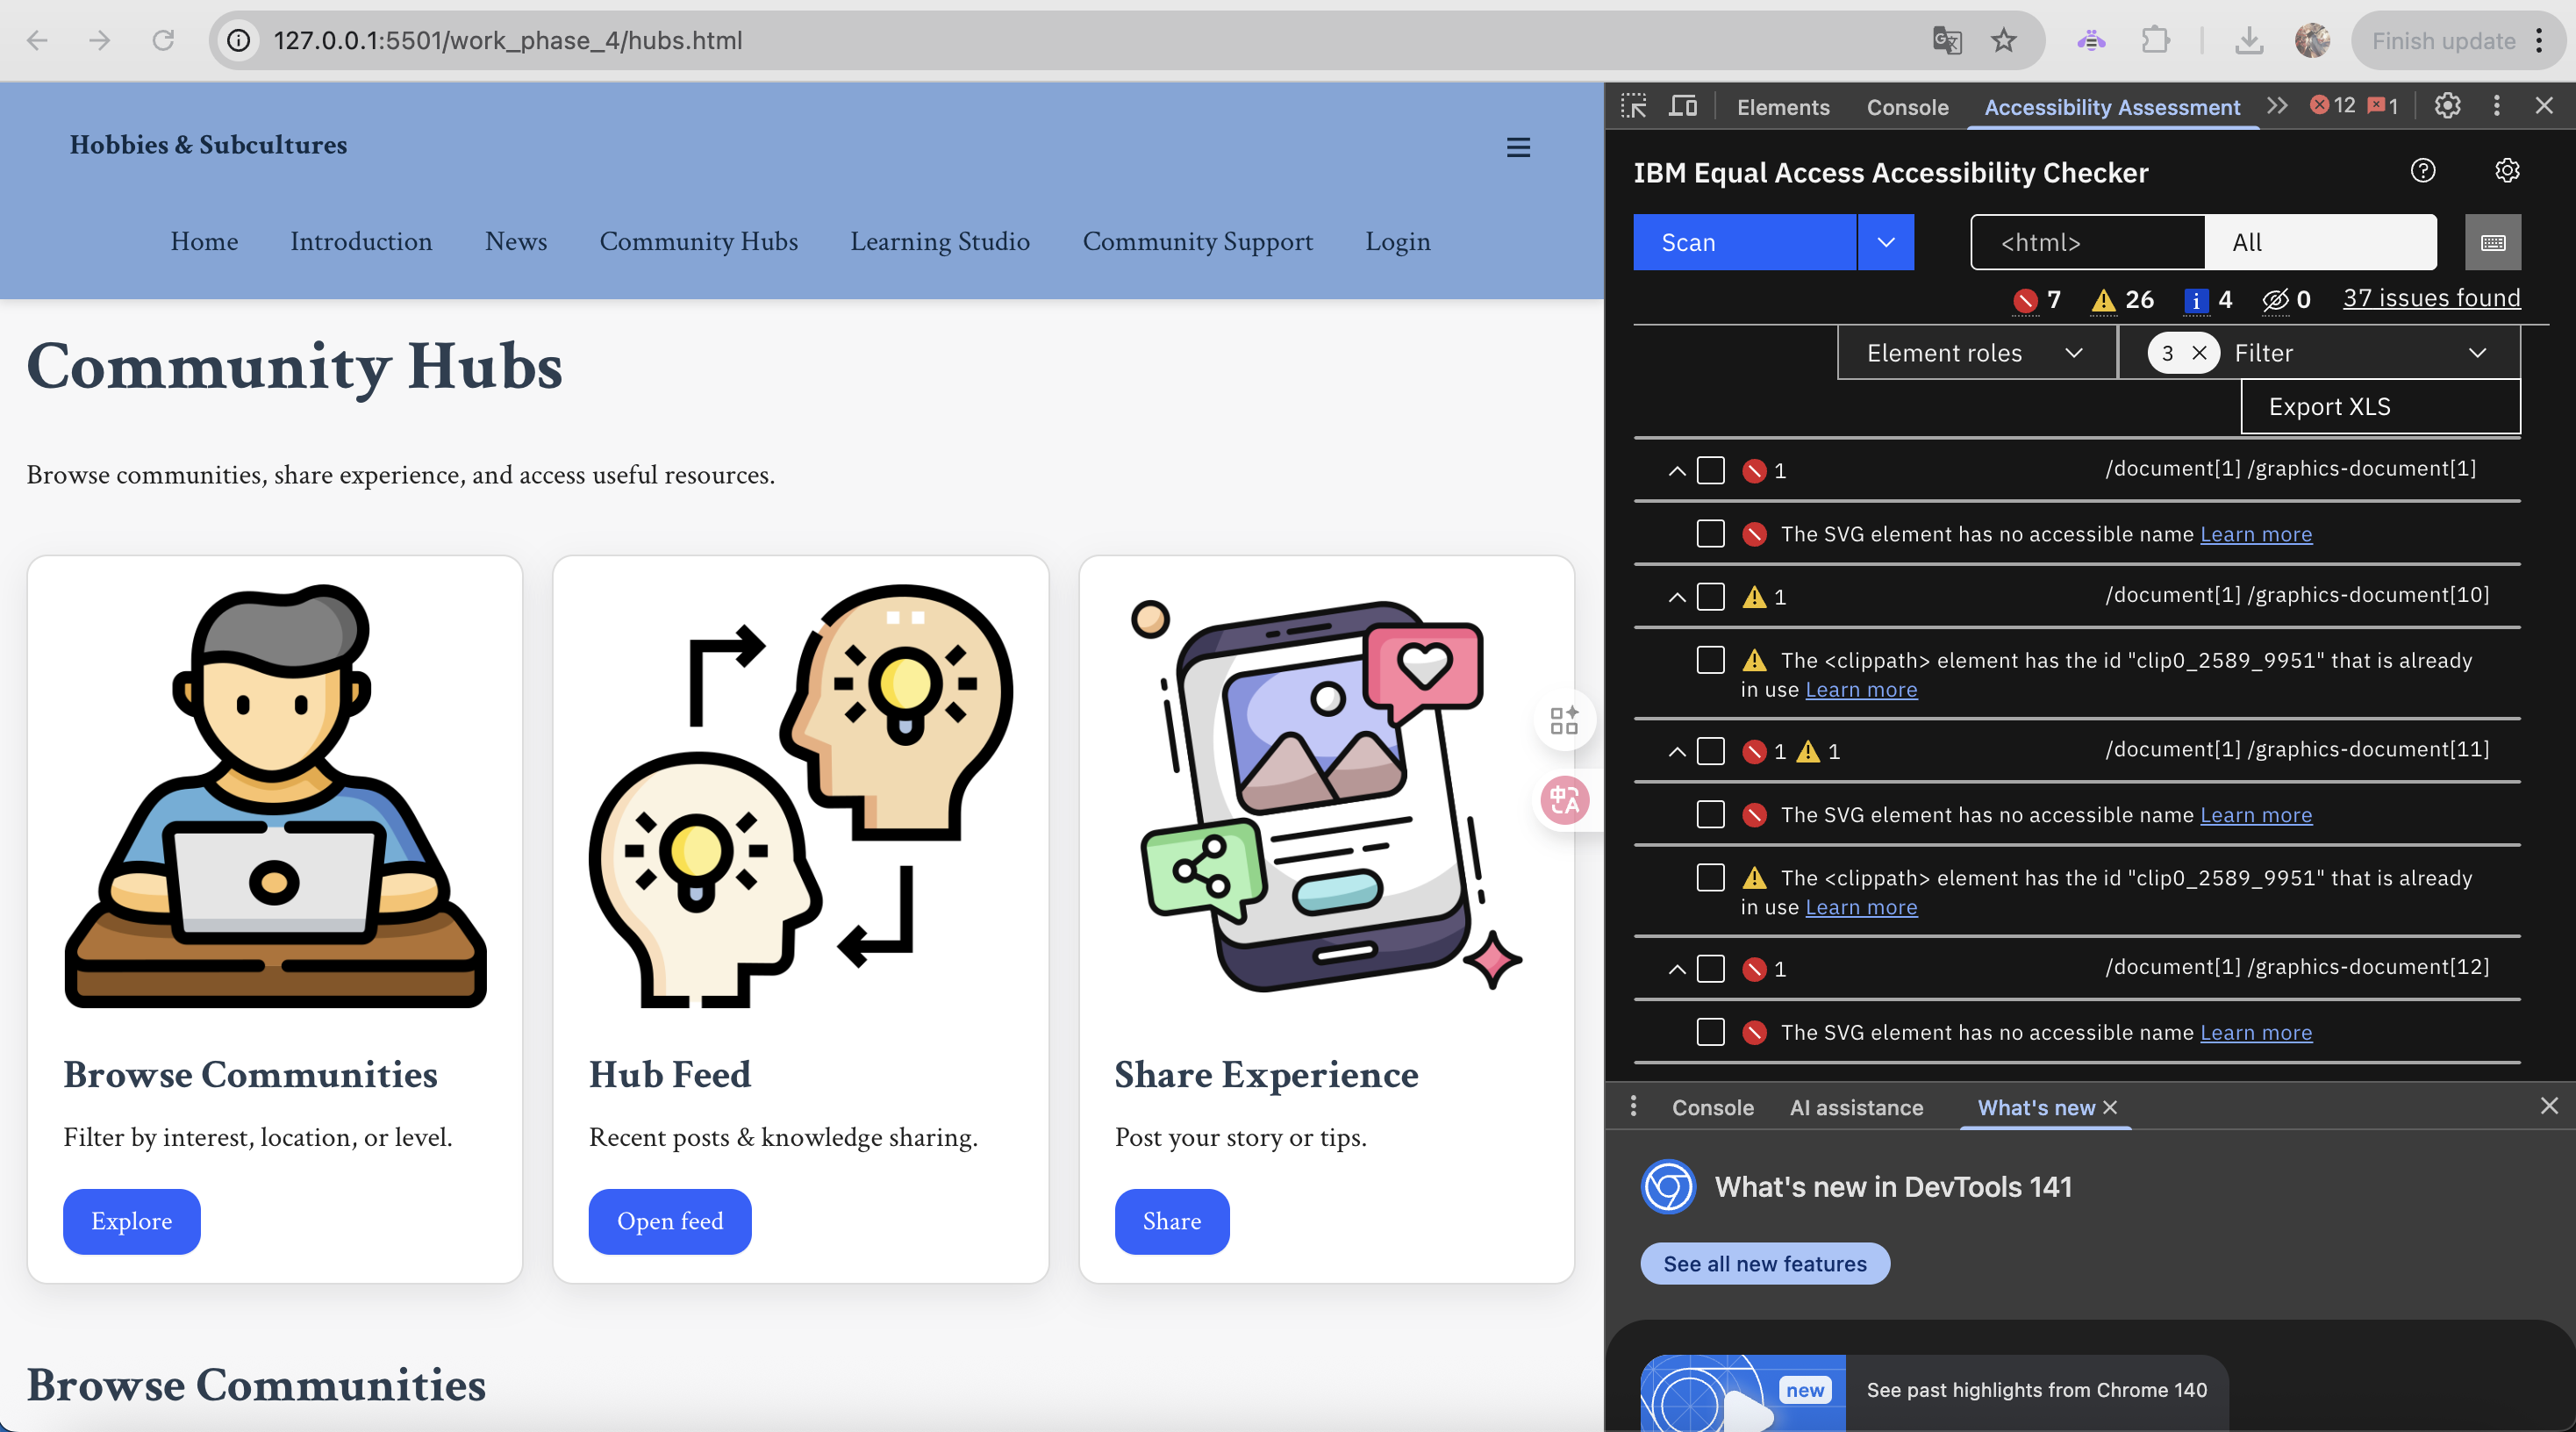 127.0.0.1:5501/work_phase_4/hubs.html
Finish update
Hobbies & Subcultures
Home Introduction News Community Hubs Learning Studio Community Support Login
Community Hubs
Browse communities, share experience, and access useful resources.
Browse Communities
Filter by interest, location, or level.
Explore
Hub Feed
Recent posts & knowledge sharing.
Open feed
Share Experience
Post your story or tips.
Share
Browse Communities
中A
Elements Console Accessibility Assessment 12 1
IBM Equal Access Accessibility Checker
Scan <html> All
7 26 i 4 0 37 issues found
Element roles 3 Filter
Export XLS
1 /document[1] /graphics-document[1]
The SVG element has no accessible name Learn more
1 /document[1] /graphics-document[10]
The <clippath> element has the id "clip0_2589_9951" that is already
in use Learn more
1 1 /document[1] /graphics-document[11]
The SVG element has no accessible name Learn more
The <clippath> element has the id "clip0_2589_9951" that is already
in use Learn more
1 /document[1] /graphics-document[12]
The SVG element has no accessible name Learn more
Console AI assistance What's new
What's new in DevTools 141
See all new features
new
See past highlights from Chrome 140